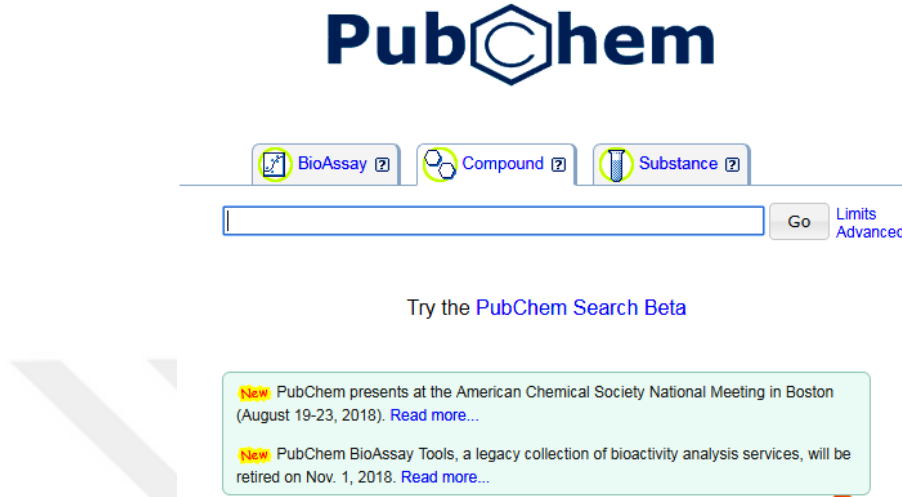 PubChem
BioAssay ? Compound ? Substance ?
Go Limits
Advanced
Try the PubChem Search Beta
New PubChem presents at the American Chemical Society National Meeting in Boston
(August 19-23, 2018). Read more...
New PubChem BioAssay Tools, a legacy collection of bioactivity analysis services, will be
retired on Nov. 1, 2018. Read more...